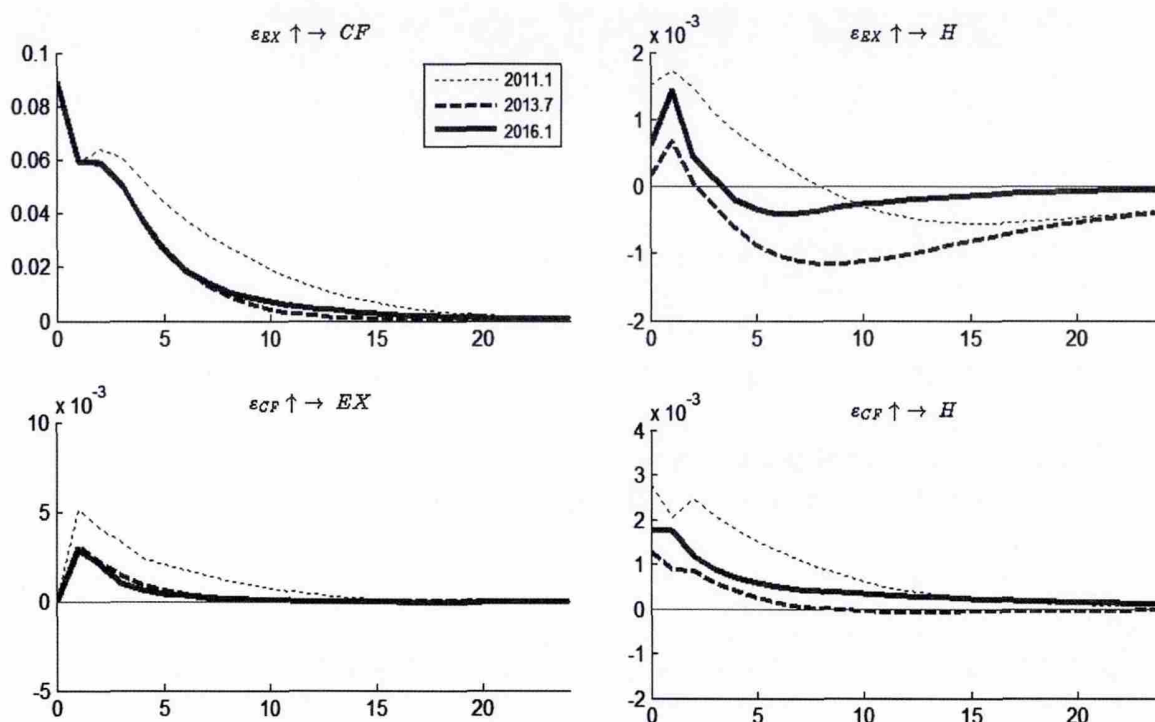 ε_EX ↑ → CF
0.1
0.08
0.06
0.04
0.02
0
0 5 10 15 20
2011.1
2013.7
2016.1
ε_EX ↑ → H
x 10^-3
2
1
0
-1
-2
0 5 10 15 20
ε_CF ↑ → EX
x 10^-3
10
5
0
-5
0 5 10 15 20
ε_CF ↑ → H
x 10^-3
4
3
2
1
0
-1
-2
0 5 10 15 20